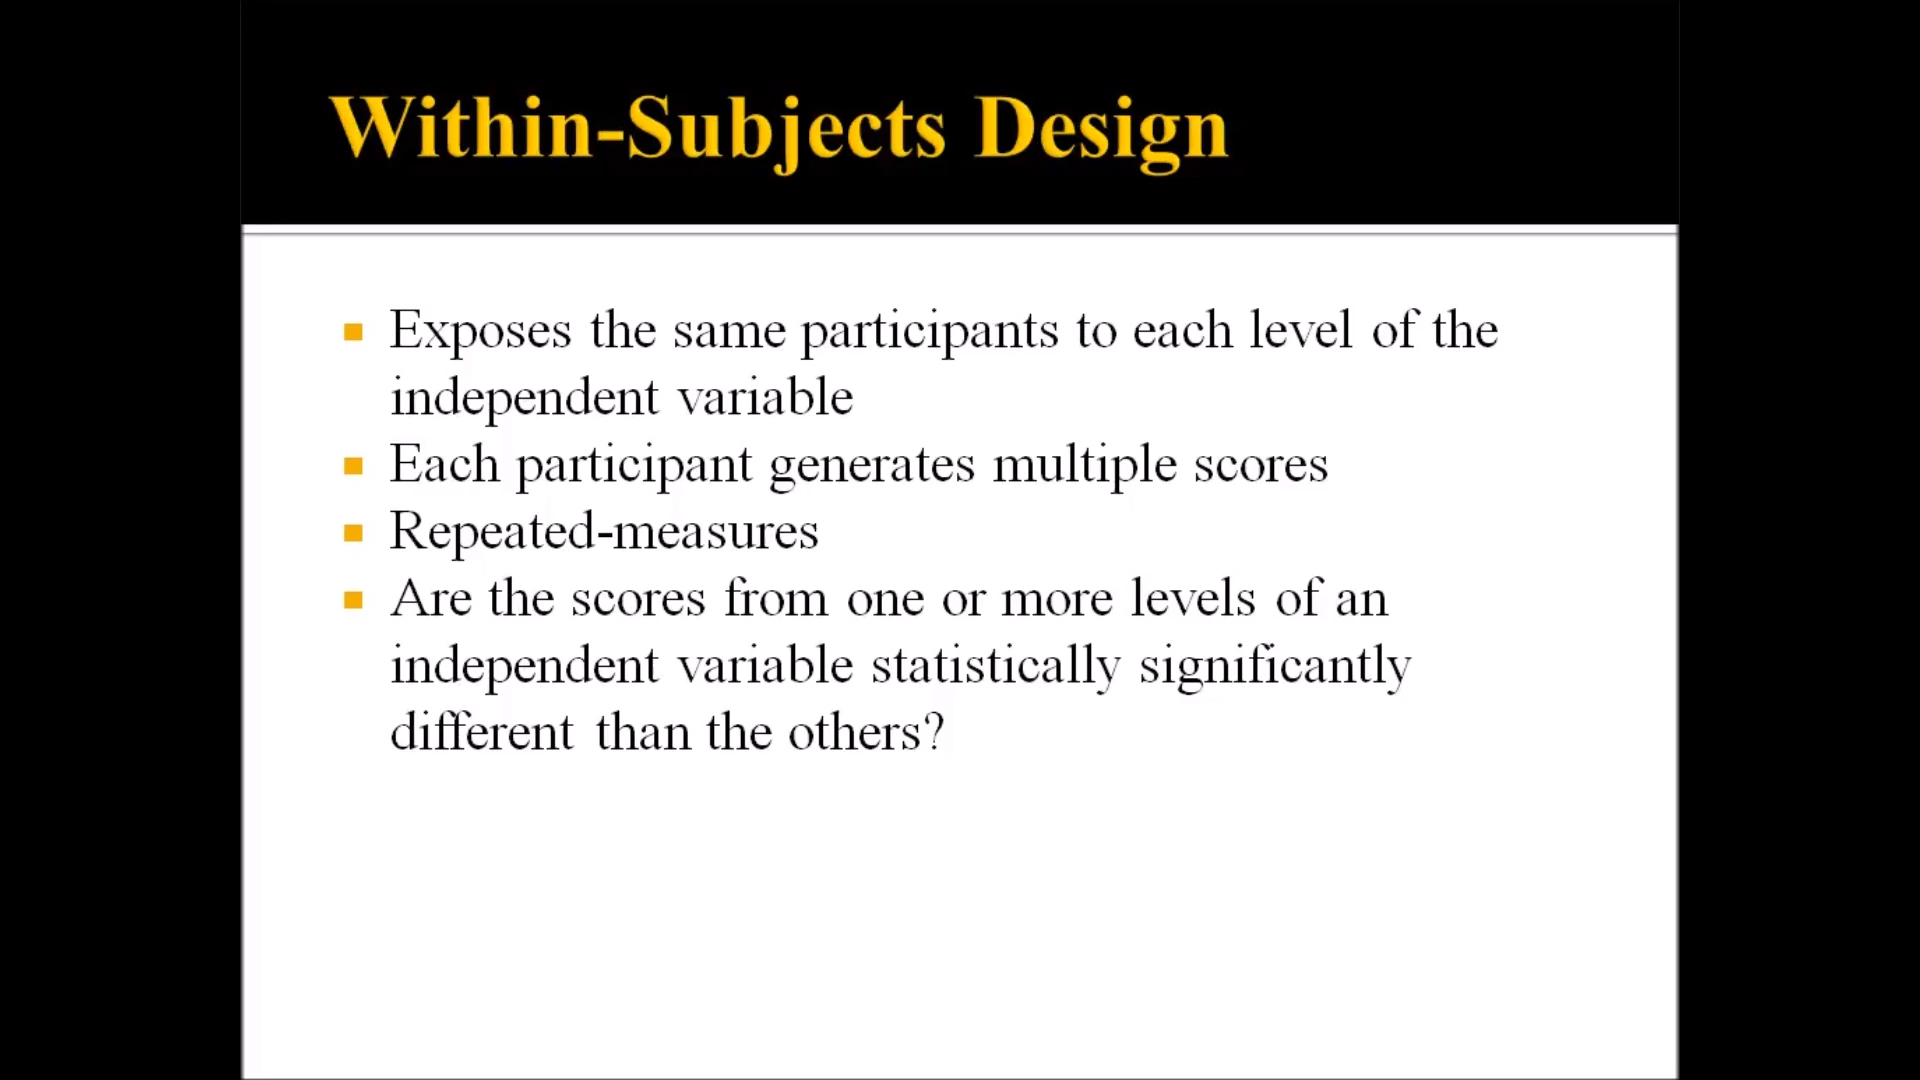 Within-Subjects Design
Exposes the same participants to each level of the
independent variable
Each participant generates multiple scores
Repeated-measures
Are the scores from one or more levels of an
independent variable statistically significantly
different than the others?